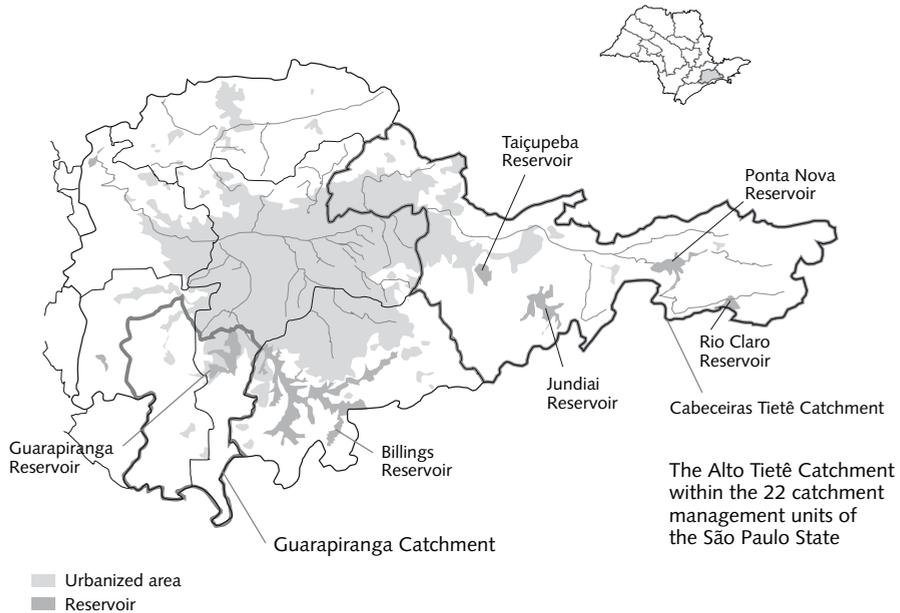 Taiçupeba
Reservoir
Ponta Nova
Reservoir
Rio Claro
Reservoir
Jundiai
Reservoir
Cabeceiras Tietê Catchment
Guarapiranga
Reservoir
Billings
Reservoir
The Alto Tietê Catchment
within the 22 catchment
management units of
the São Paulo State
Guarapiranga Catchment
Urbanized area
Reservoir